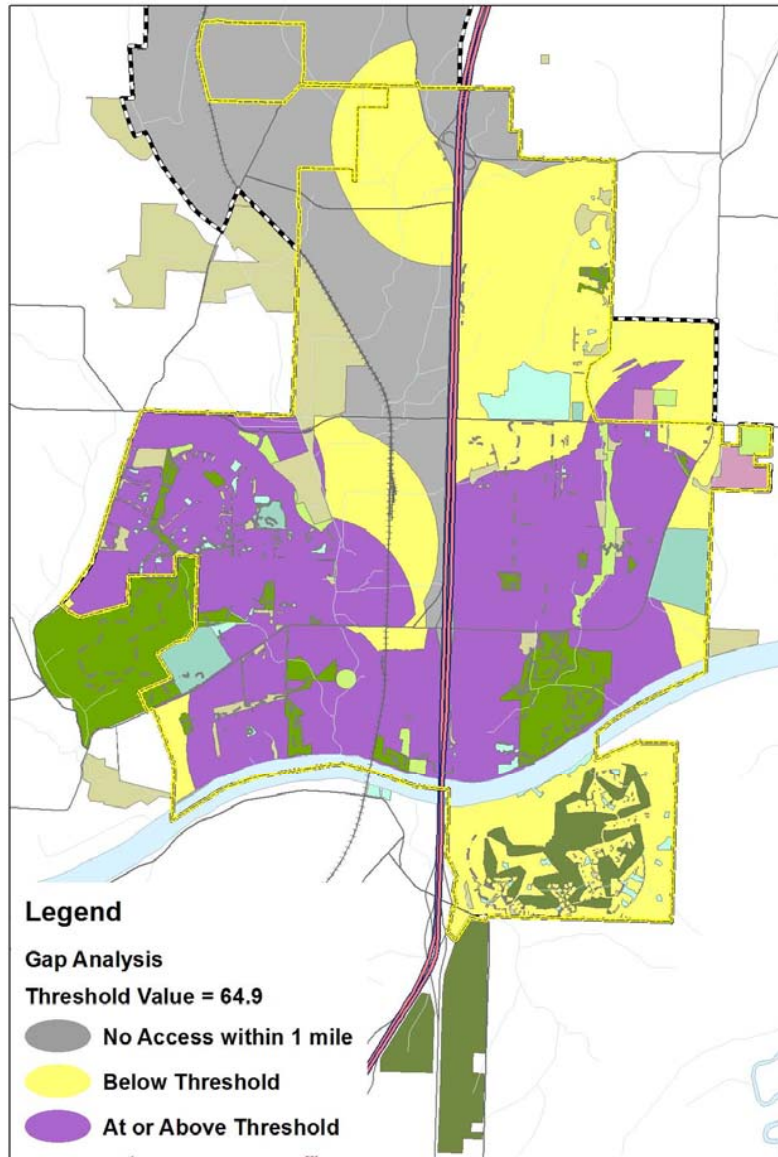 Legend
Gap Analysis
Threshold Value = 64.9
No Access within 1 mile
Below Threshold
At or Above Threshold